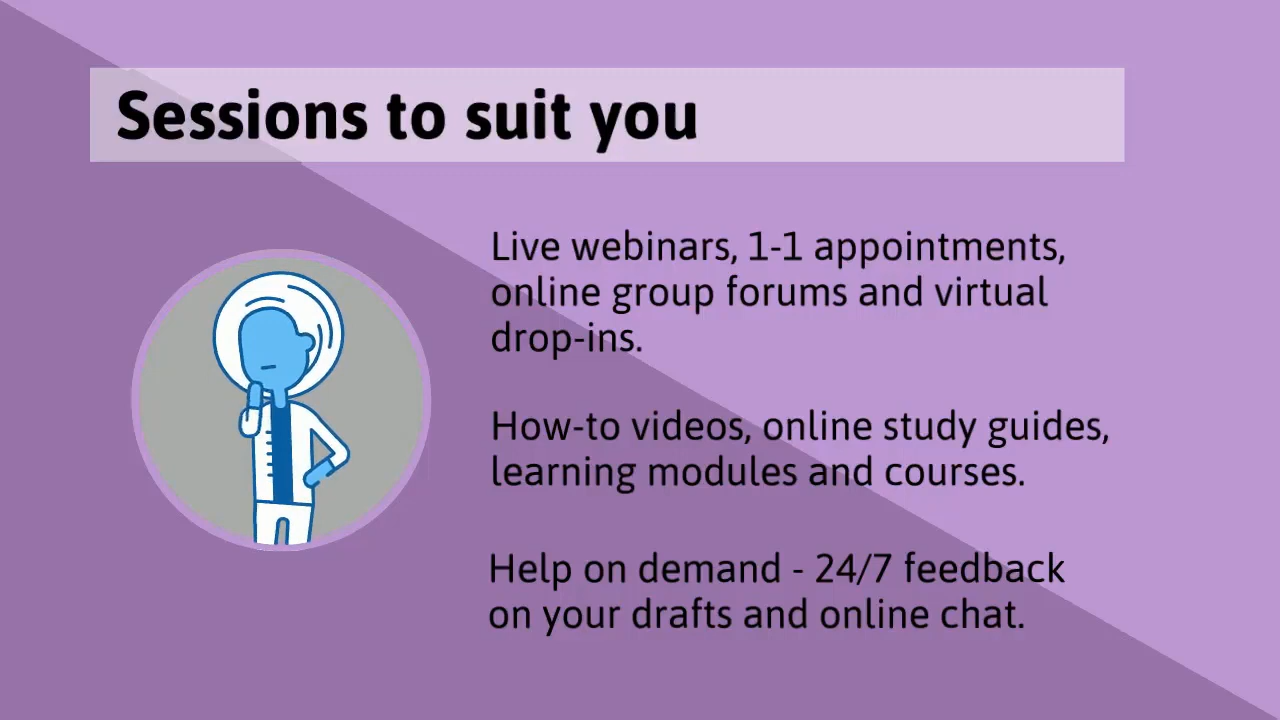 Sessions to suit you
Live webinars, 1-1 appointments,
online group forums and virtual
drop-ins.
How-to videos, online study guides,
learning modules and courses.
Help on demand - 24/7 feedback
on your drafts and online chat.